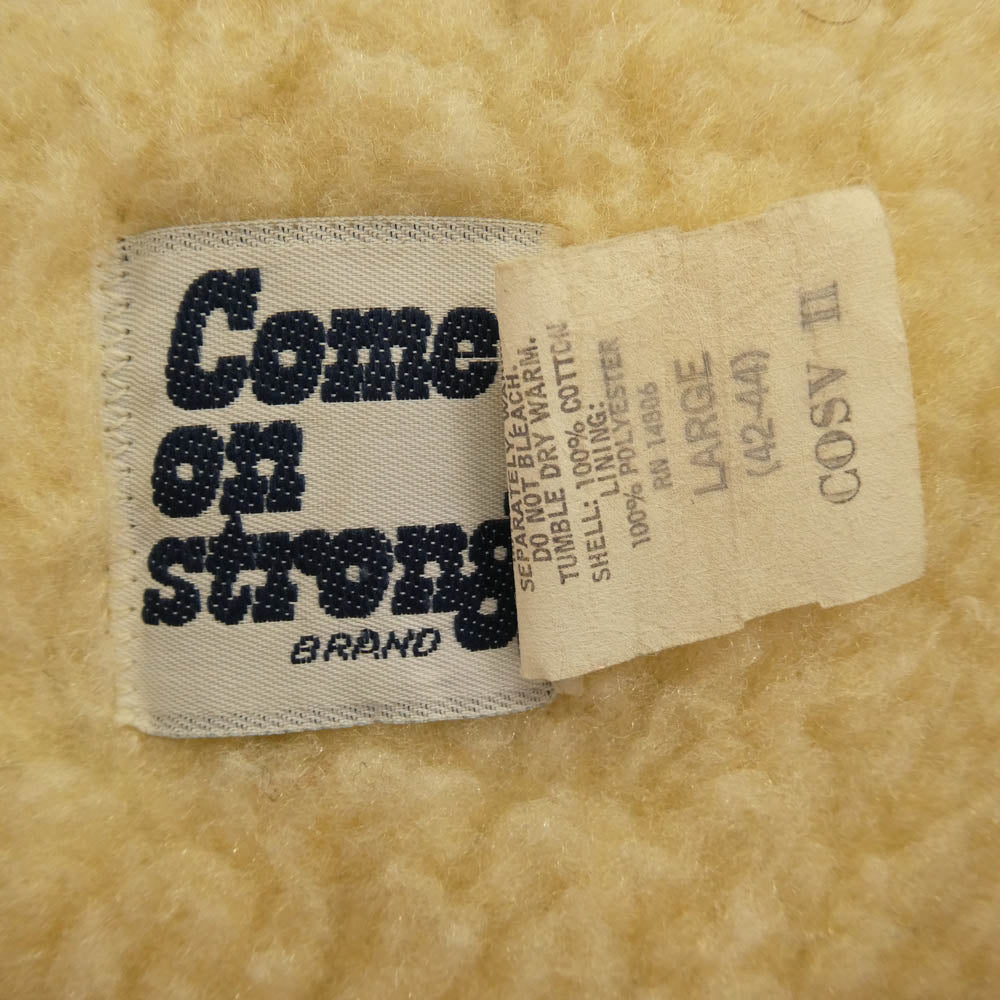 Come
on
strong
BRAND
SEPARATELY
DO NOT BLEACH.
TUMBLE DRY WARM.
SHELL: 100% COTTON
LINING:
100% POLYESTER
RN 14806
LARGE
(42-44)
COSV II